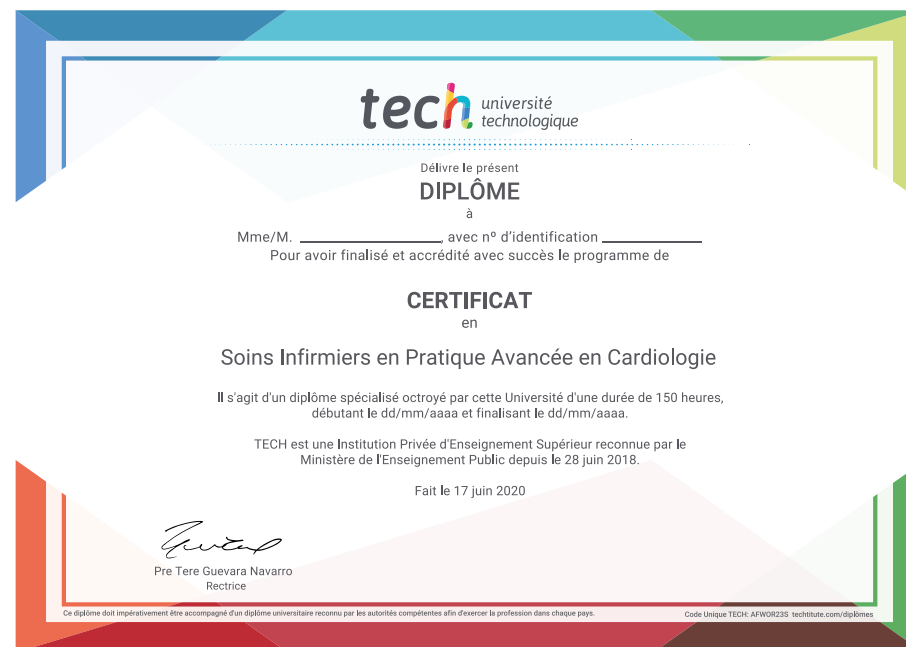 tech université
technologique
Délivre le présent
DIPLÔME
à
Mme/M. ____________________, avec nº d'identification ______________
Pour avoir finalisé et accrédité avec succès le programme de
CERTIFICAT
en
Soins Infirmiers en Pratique Avancée en Cardiologie
Il s'agit d'un diplôme spécialisé octroyé par cette Université d'une durée de 150 heures,
débutant le dd/mm/aaaa et finalisant le dd/mm/aaaa.
TECH est une Institution Privée d'Enseignement Supérieur reconnue par le
Ministère de l'Enseignement Public depuis le 28 juin 2018.
Fait le 17 juin 2020
Pre Tere Guevara Navarro
Rectrice
Ce diplôme doit impérativement être accompagné d'un diplôme universitaire reconnu par les autorités compétentes afin d'exercer la profession dans chaque pays.
Code Unique TECH: AFWOR23S techtitute.com/diplômes